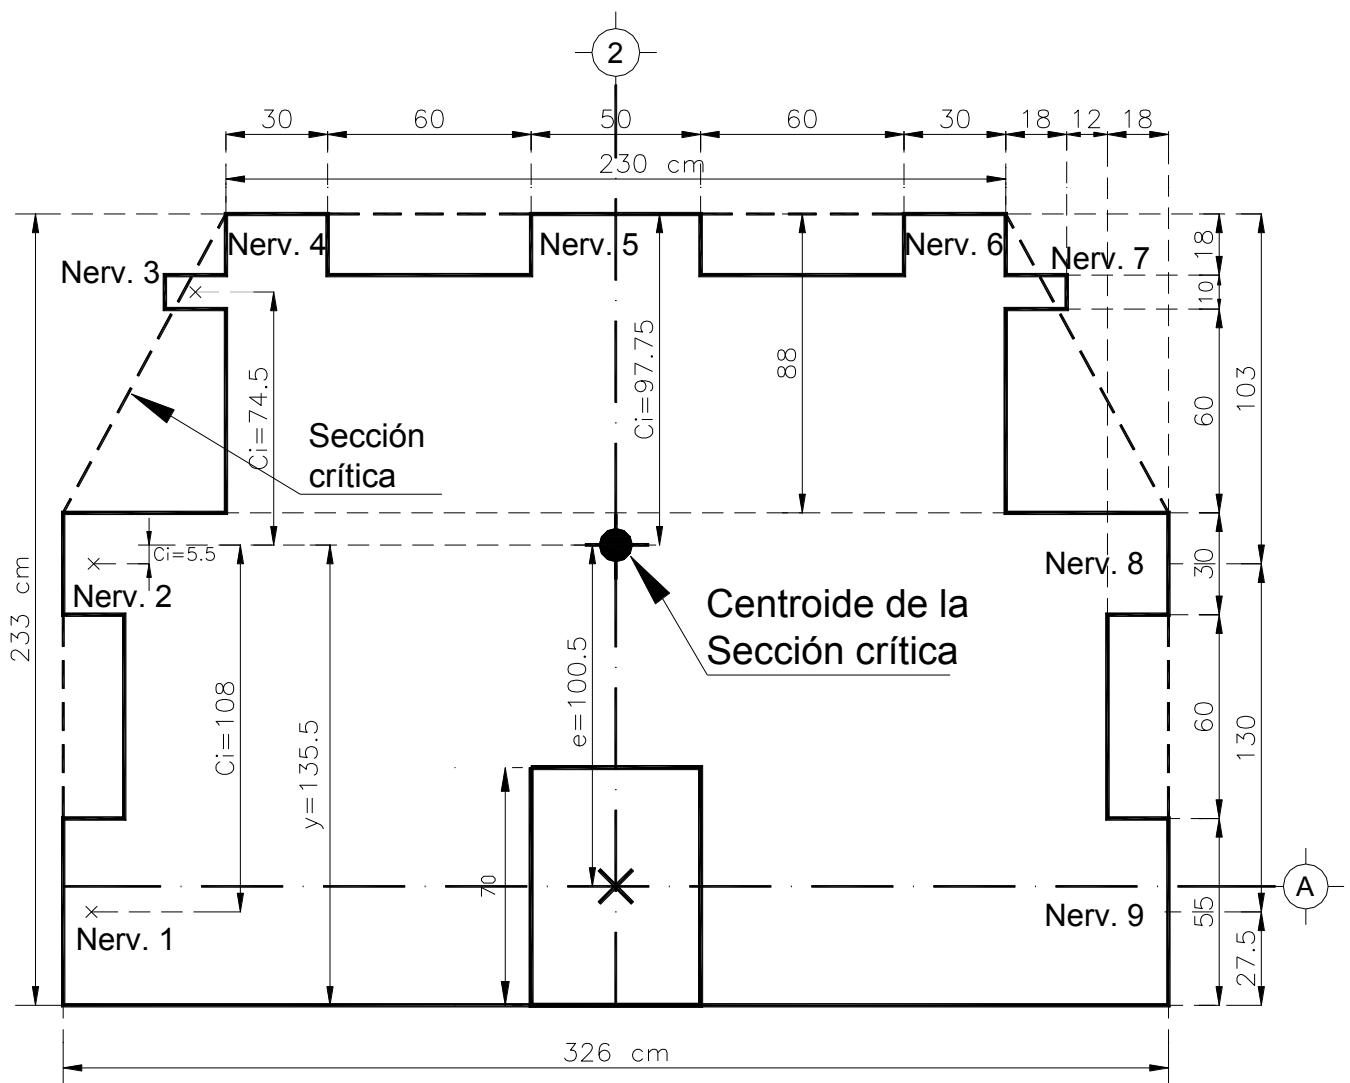 2
30 60 50 60 30 18 12 18
230 cm
Nerv. 3
Nerv. 4
Nerv. 5
Nerv. 6
Nerv. 7
18
10
Ci=74.5
Ci=97.75
88
60
103
Sección
crítica
233 cm
Ci=5.5
Nerv. 2
Nerv. 8
30
Centroide de la
Sección crítica
Ci=108
y=135.5
e=100.5
60
130
70
A
Nerv. 1
Nerv. 9
55
27.5
326 cm